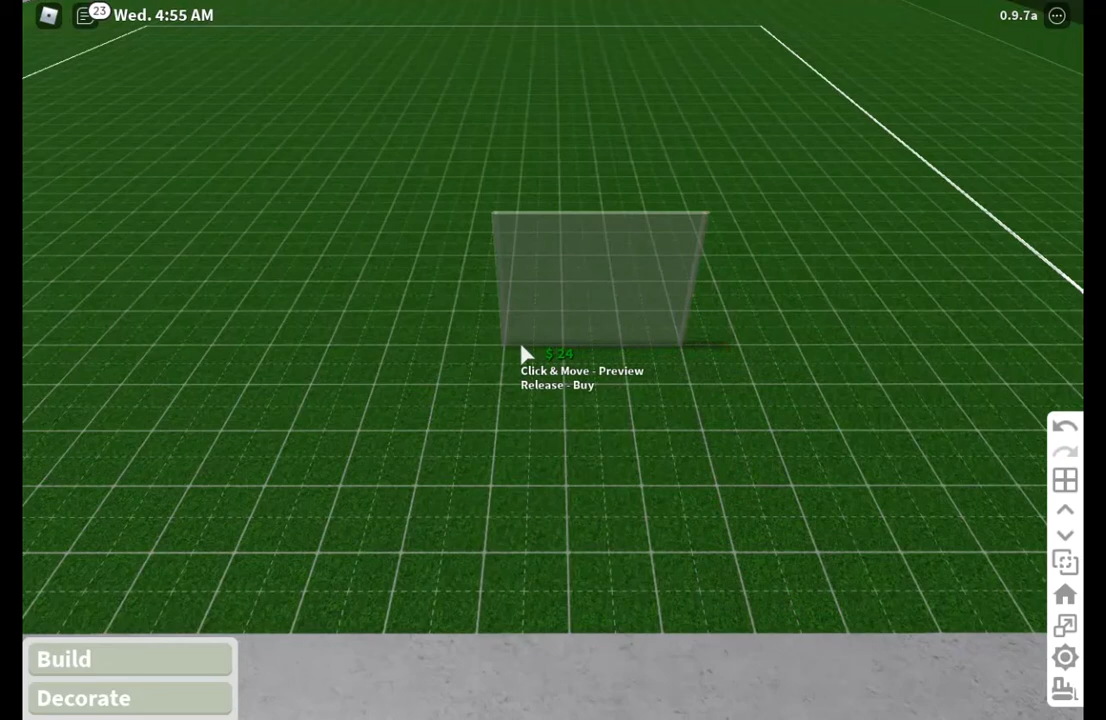 23
Wed. 4:55 AM
0.9.7a
$ 24
Click & Move - Preview
Release - Buy
Build
Decorate